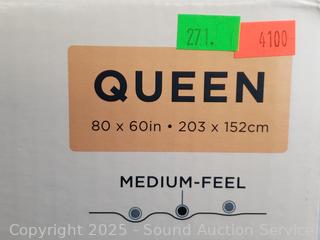 271.
4100
QUEEN
80 x 60in • 203 x 152cm
MEDIUM-FEEL
Copyright 2025 - Sound Auction Service